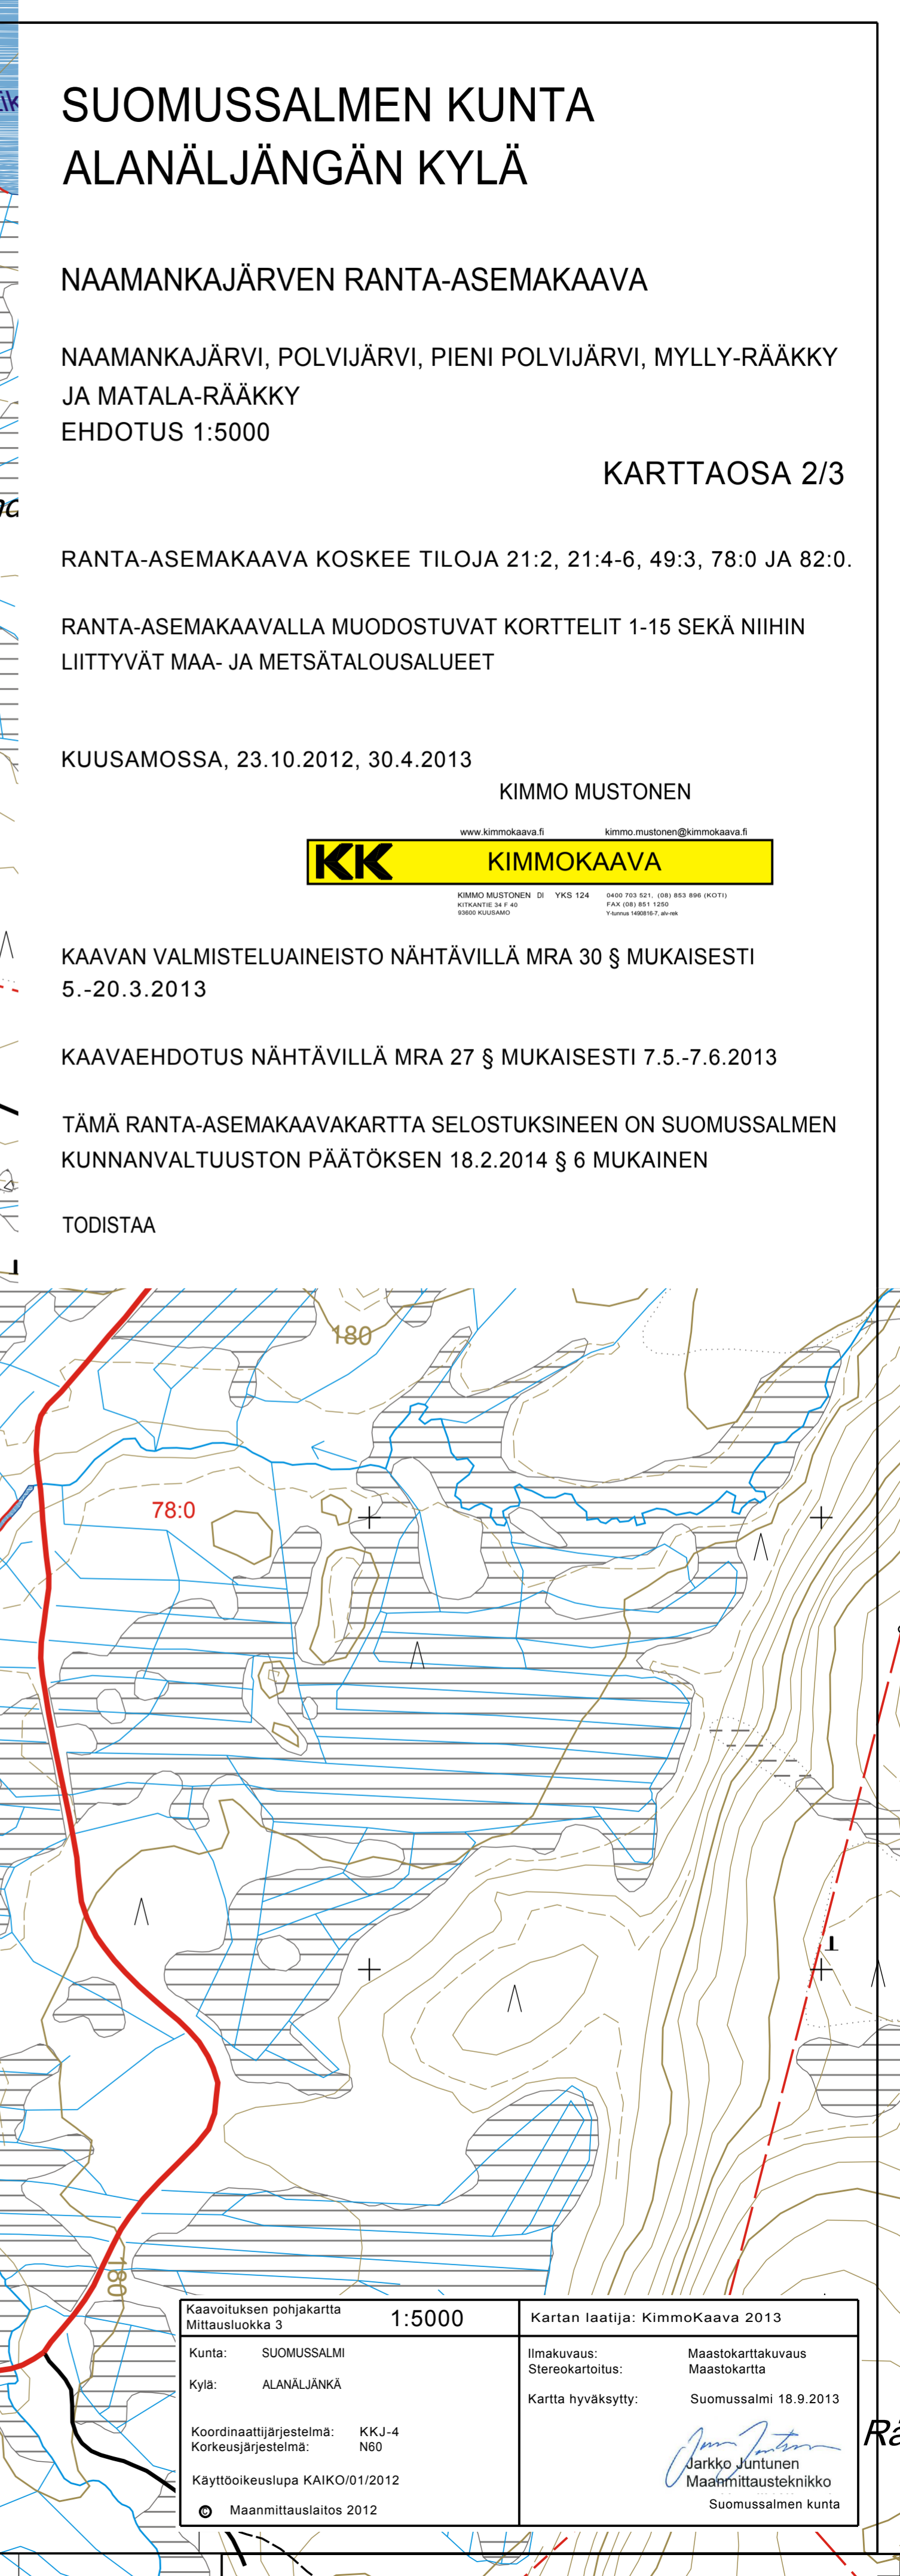 SUOMUSSALMEN KUNTA
ALANÄLJÄNGÄN KYLÄ
NAAMANKAJÄRVEN RANTA-ASEMAKAAVA
NAAMANKAJÄRVI, POLVIJÄRVI, PIENI POLVIJÄRVI, MYLLY-RÄÄKKY
JA MATALA-RÄÄKKY
EHDOTUS 1:5000
KARTTAOSA 2/3
RANTA-ASEMAKAAVA KOSKEE TILOJA 21:2, 21:4-6, 49:3, 78:0 JA 82:0.
RANTA-ASEMAKAAVALLA MUODOSTUVAT KORTTELIT 1-15 SEKÄ NIIHIN
LIITTYVÄT MAA- JA METSÄTALOUSALUEET
KUUSAMOSSA, 23.10.2012, 30.4.2013
KIMMO MUSTONEN
www.kimmokaava.fi kimmo.mustonen@kimmokaava.fi
KK KIMMOKAAVA
KIMMO MUSTONEN DI YKS 124 0400 703 521, (08) 853 896 (KOTI)
KITKANTIE 34 F 40 FAX (08) 851 1250
93600 KUUSAMO Y-tunnus 1490816-7, alv-rek
KAAVAN VALMISTELUAINEISTO NÄHTÄVILLÄ MRA 30 § MUKAISESTI
5.-20.3.2013
KAAVAEHDOTUS NÄHTÄVILLÄ MRA 27 § MUKAISESTI 7.5.-7.6.2013
TÄMÄ RANTA-ASEMAKAAVAKARTTA SELOSTUKSINEEN ON SUOMUSSALMEN
KUNNANVALTUUSTON PÄÄTÖKSEN 18.2.2014 § 6 MUKAINEN
TODISTAA
180
78:0
180
Kaavoituksen pohjakartta
Mittausluokka 3
1:5000
Kartan laatija: KimmoKaava 2013
Kunta: SUOMUSSALMI
Kylä: ALANÄLJÄNKÄ
Koordinaattijärjestelmä: KKJ-4
Korkeusjärjestelmä: N60
Käyttöoikeuslupa KAIKO/01/2012
© Maanmittauslaitos 2012
Ilmakuvaus: Maastokarttakuvaus
Stereokartoitus: Maastokartta
Kartta hyväksytty: Suomussalmi 18.9.2013
Jarkko Juntunen
Maanmittausteknikko
Suomussalmen kunta
Rä